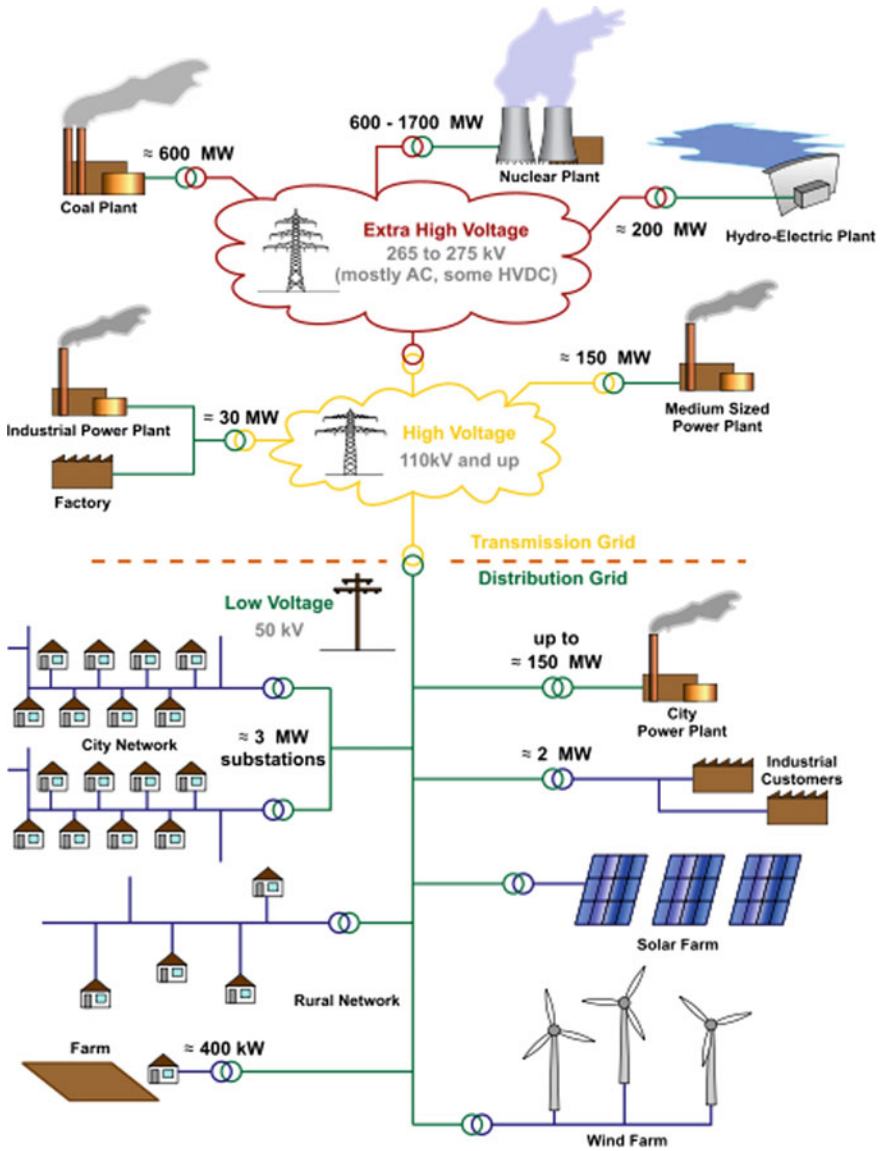 600 - 1700 MW
≈ 600 MW
Nuclear Plant
Coal Plant
Extra High Voltage
265 to 275 kV
(mostly AC, some HVDC)
≈ 200 MW
Hydro-Electric Plant
≈ 150 MW
≈ 30 MW
Medium Sized
Power Plant
Industrial Power Plant
High Voltage
110kV and up
Factory
Transmission Grid
Distribution Grid
Low Voltage
50 kV
up to
≈ 150 MW
City
Power Plant
City Network
≈ 3 MW
substations
≈ 2 MW
Industrial
Customers
Solar Farm
Rural Network
Farm
≈ 400 kW
Wind Farm